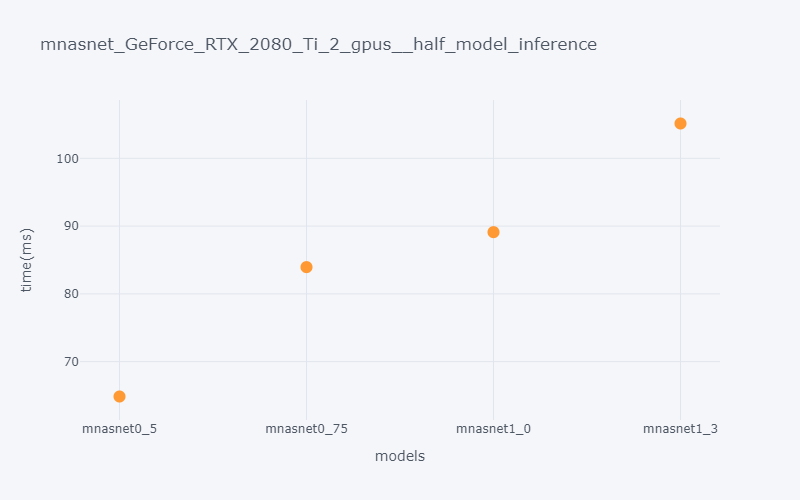 mnasnet_GeForce_RTX_2080_Ti_2_gpus__half_model_inference
time(ms)
100
90
80
70
mnasnet0_5
mnasnet0_75
mnasnet1_0
mnasnet1_3
models